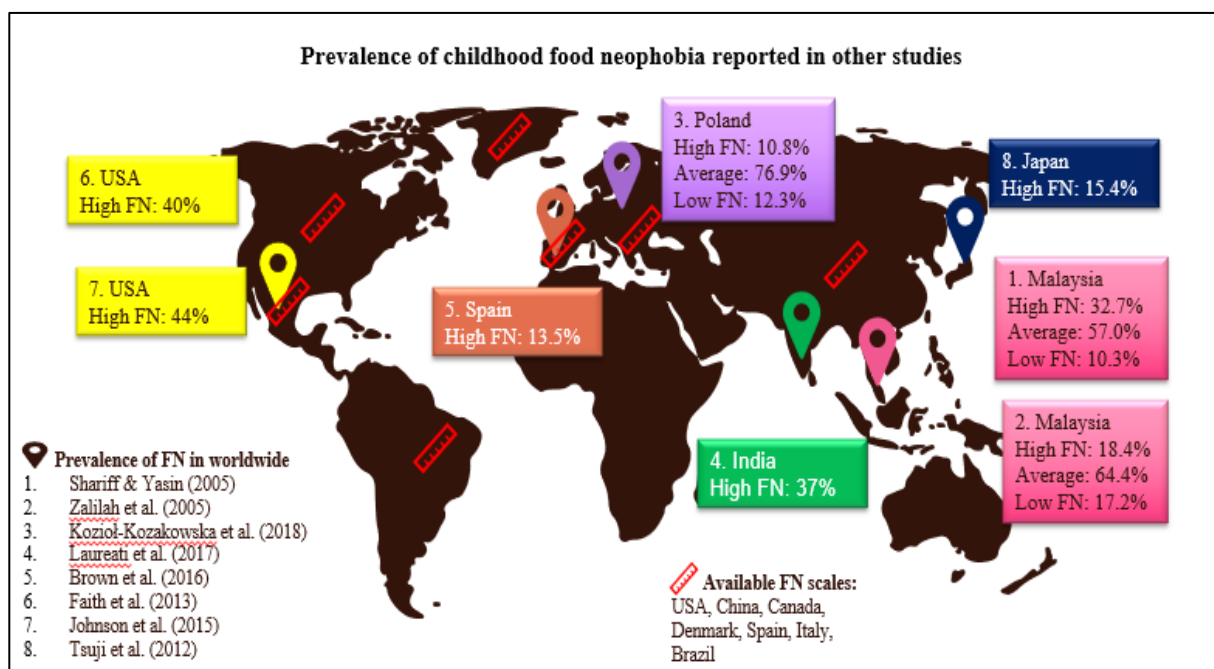 Prevalence of childhood food neophobia reported in other studies
6. USA
High FN: 40%
7. USA
High FN: 44%
3. Poland
High FN: 10.8%
Average: 76.9%
Low FN: 12.3%
8. Japan
High FN: 15.4%
5. Spain
High FN: 13.5%
1. Malaysia
High FN: 32.7%
Average: 57.0%
Low FN: 10.3%
2. Malaysia
High FN: 18.4%
Average: 64.4%
Low FN: 17.2%
4. India
High FN: 37%
Prevalence of FN in worldwide
1. Shariff & Yasin (2005)
2. Zalilah et al. (2005)
3. Kozioł-Kozakowska et al. (2018)
4. Laureati et al. (2017)
5. Brown et al. (2016)
6. Faith et al. (2013)
7. Johnson et al. (2015)
8. Tsuji et al. (2012)
Available FN scales:
USA, China, Canada,
Denmark, Spain, Italy,
Brazil